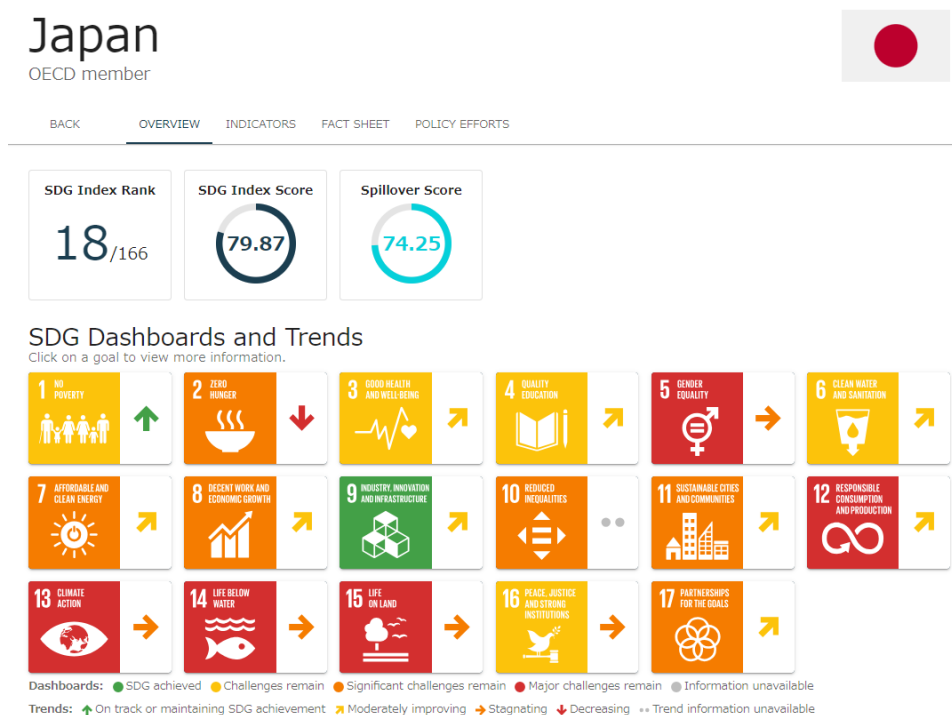 Japan
OECD member
BACK OVERVIEW INDICATORS FACT SHEET POLICY EFFORTS
SDG Index Rank
18/166
SDG Index Score
79.87
Spillover Score
74.25
SDG Dashboards and Trends
Click on a goal to view more information.
1 NO
POVERTY
2 ZERO
HUNGER
3 GOOD HEALTH
AND WELL-BEING
4 QUALITY
EDUCATION
5 GENDER
EQUALITY
6 CLEAN WATER
AND SANITATION
7 AFFORDABLE AND
CLEAN ENERGY
8 DECENT WORK AND
ECONOMIC GROWTH
9 INDUSTRY, INNOVATION
AND INFRASTRUCTURE
10 REDUCED
INEQUALITIES
11 SUSTAINABLE CITIES
AND COMMUNITIES
12 RESPONSIBLE
CONSUMPTION
AND PRODUCTION
13 CLIMATE
ACTION
14 LIFE BELOW
WATER
15 LIFE
ON LAND
16 PEACE, JUSTICE
AND STRONG
INSTITUTIONS
17 PARTNERSHIPS
FOR THE GOALS
Dashboards: SDG achieved Challenges remain Significant challenges remain Major challenges remain Information unavailable
Trends: On track or maintaining SDG achievement Moderately improving Stagnating Decreasing Trend information unavailable